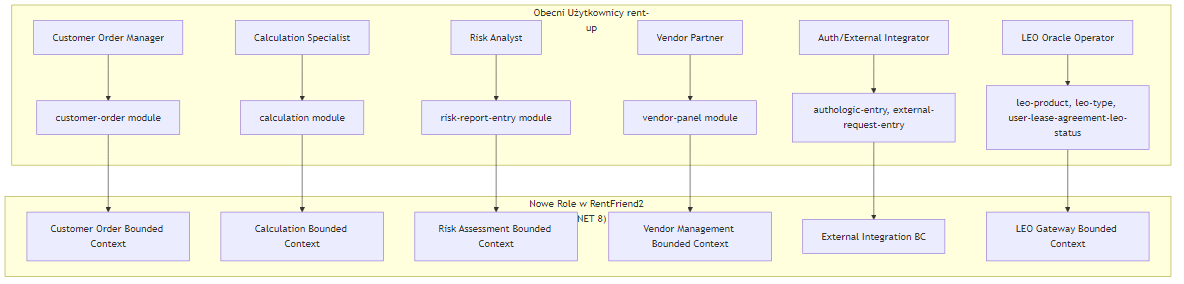 Obecni Użytkownicy rent-
up
Customer Order Manager
Calculation Specialist
Risk Analyst
Vendor Partner
Auth/External Integrator
LEO Oracle Operator
customer-order module
calculation module
risk-report-entry module
vendor-panel module
authologic-entry, external-
request-entry
leo-product, leo-type,
user-lease-agreement-leo-
status
Nowe Role w RentFriend2
NET 8)
Customer Order Bounded
Context
Calculation Bounded
Context
Risk Assessment Bounded
Context
Vendor Management
Bounded Context
External Integration BC
LEO Gateway Bounded
Context